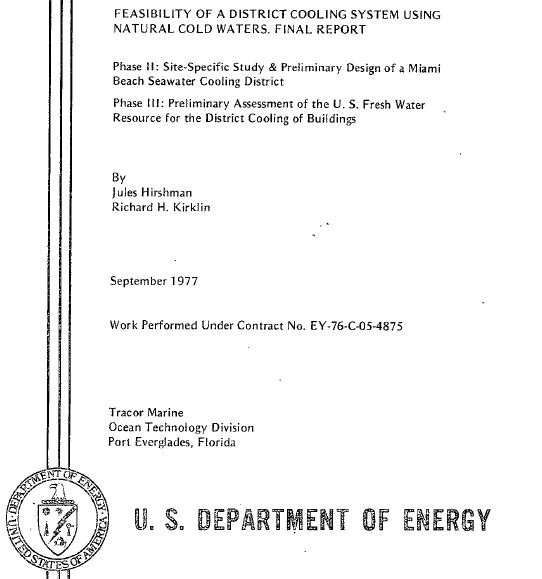 FEASIBILITY OF A DISTRICT COOLING SYSTEM USING
NATURAL COLD WATERS. FINAL REPORT
Phase II: Site-Specific Study & Preliminary Design of a Miami
Beach Seawater Cooling District
Phase III: Preliminary Assessment of the U. S. Fresh Water
Resource for the District Cooling of Buildings
By
Jules Hirshman
Richard H. Kirklin
September 1977
Work Performed Under Contract No. EY-76-C-05-4875
Tracor Marine
Ocean Technology Division
Port Everglades, Florida
DEPARTMENT OF ENERGY
UNITED STATES OF AMERICA
U. S. DEPARTMENT OF ENERGY